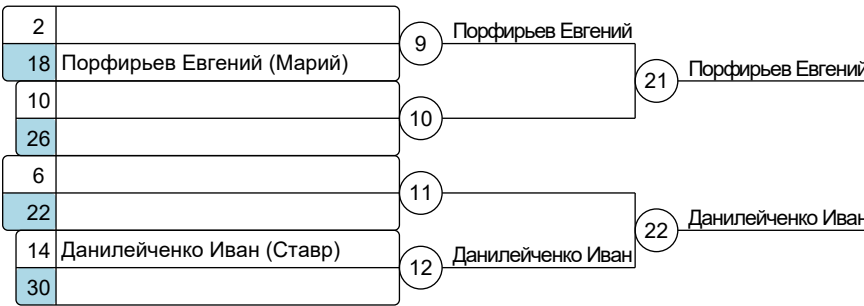 2
18 Порфирьев Евгений (Марий)
9 Порфирьев Евгений
21 Порфирьев Евгений
10
26
10
6
22
11
22 Данилейченко Иван
14 Данилейченко Иван (Ставр)
30
12 Данилейченко Иван